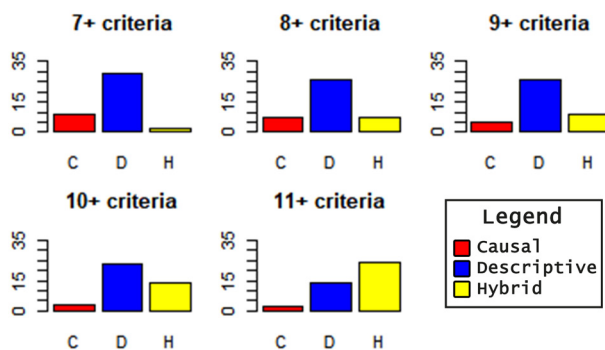 7+ criteria
8+ criteria
9+ criteria
35
15
0
C D H
35
15
0
C D H
35
15
0
C D H
10+ criteria
11+ criteria
35
15
0
C D H
35
15
0
C D H
Legend
Causal
Descriptive
Hybrid